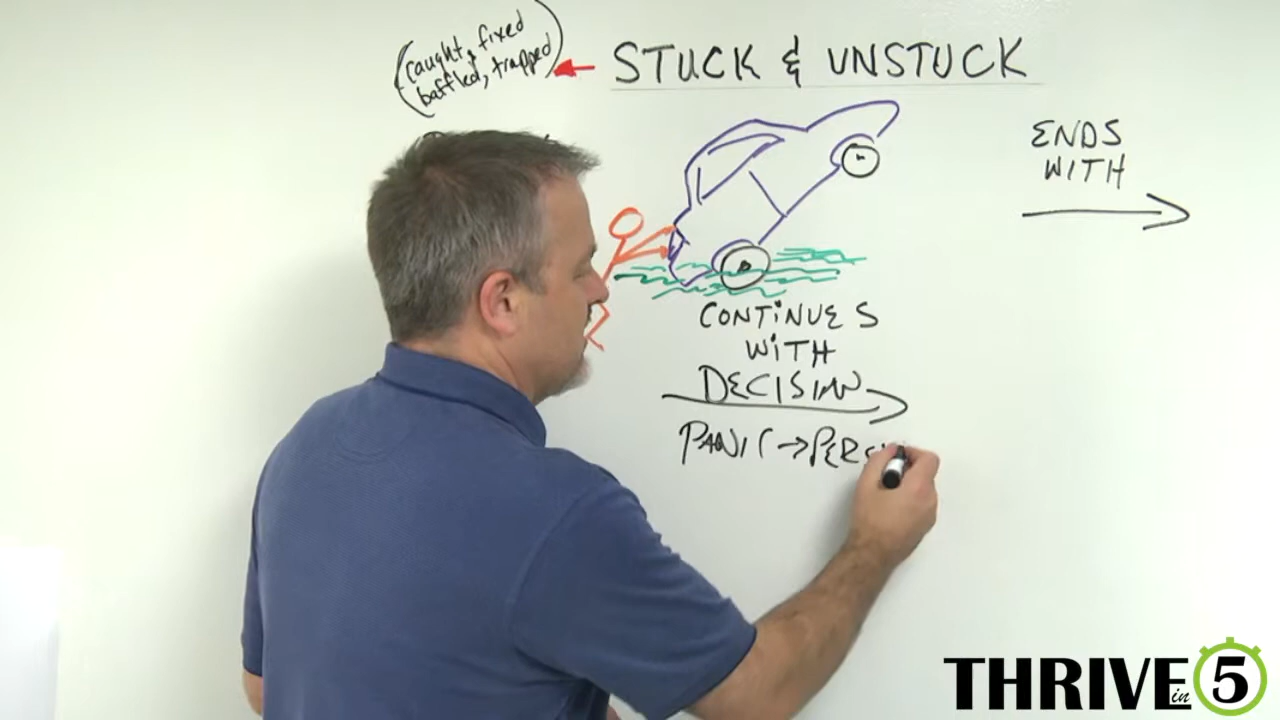 (caught, fixed
baffled, trapped)
STUCK & UNSTUCK
ENDS
WITH
CONTINUES
WITH
DECISION
PANIC → PERS
THRIVE in 5